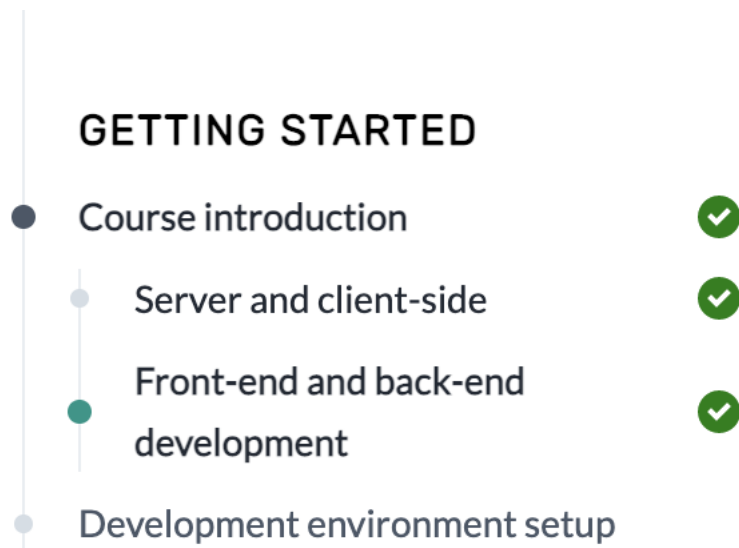 GETTING STARTED
Course introduction
Server and client-side
Front-end and back-end
development
Development environment setup